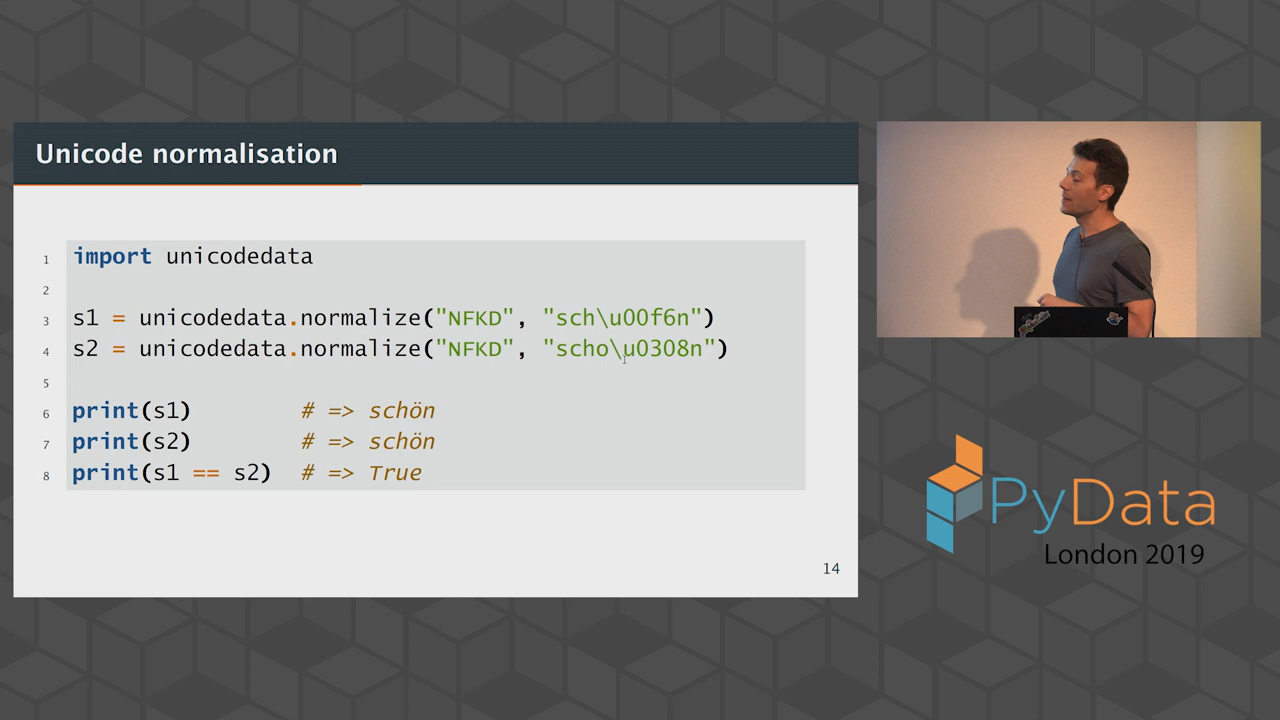 Unicode normalisation
1 import unicodedata
2
3 s1 = unicodedata.normalize("NFKD", "sch\u00f6n")
4 s2 = unicodedata.normalize("NFKD", "scho\u0308n")
5
6 print(s1) # => schön
7 print(s2) # => schön
8 print(s1 == s2) # => True
14
PyData
London 2019